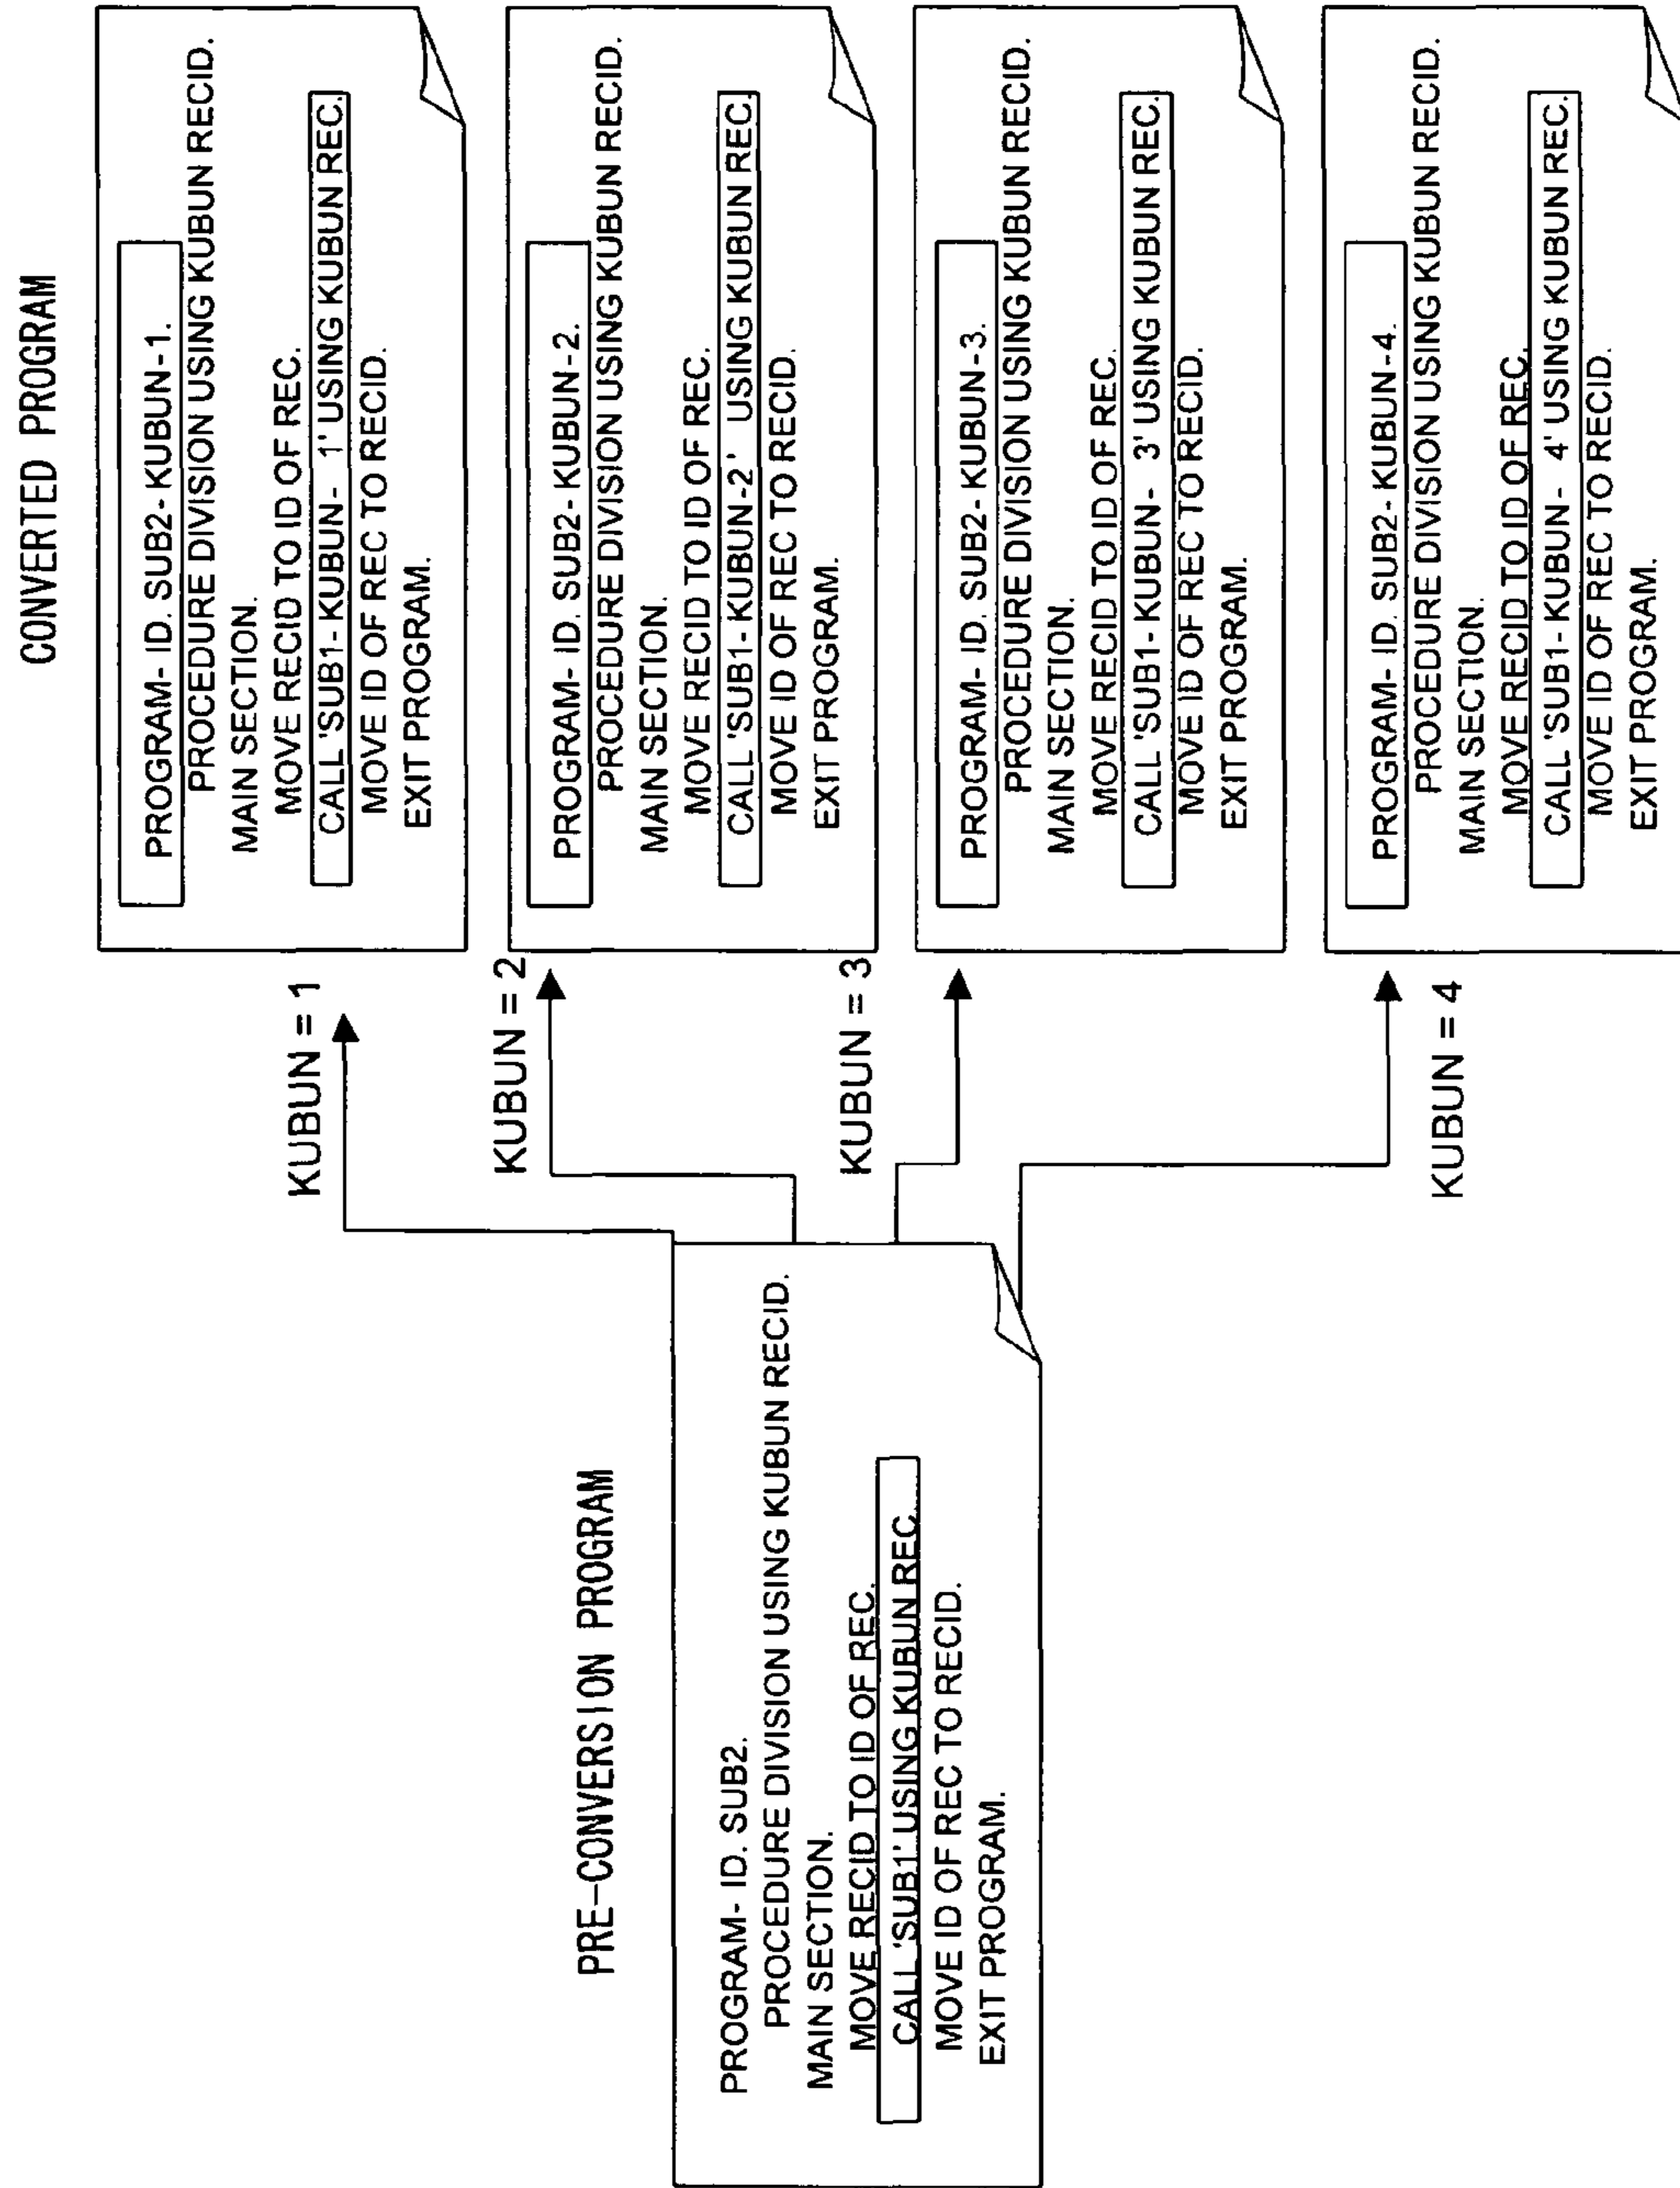 PRE-CONVERSION PROGRAM
PROGRAM- ID. SUB2.
PROCEDURE DIVISION USING KUBUN RECID.
MAIN SECTION.
MOVE RECID TO ID OF REC.
CALL 'SUB1' USING KUBUN REC.
MOVE ID OF REC TO RECID.
EXIT PROGRAM.
KUBUN = 1
KUBUN = 2
KUBUN = 3
KUBUN = 4
CONVERTED PROGRAM
PROGRAM- ID. SUB2- KUBUN-1.
PROCEDURE DIVISION USING KUBUN RECID.
MAIN SECTION.
MOVE RECID TO ID OF REC.
CALL 'SUB1- KUBUN- 1' USING KUBUN REC.
MOVE ID OF REC TO RECID.
EXIT PROGRAM.
PROGRAM- ID. SUB2- KUBUN-2.
PROCEDURE DIVISION USING KUBUN RECID.
MAIN SECTION.
MOVE RECID TO ID OF REC.
CALL 'SUB1- KUBUN-2' USING KUBUN REC.
MOVE ID OF REC TO RECID.
EXIT PROGRAM.
PROGRAM- ID. SUB2- KUBUN-3.
PROCEDURE DIVISION USING KUBUN RECID.
MAIN SECTION.
MOVE RECID TO ID OF REC.
CALL 'SUB1- KUBUN- 3' USING KUBUN REC.
MOVE ID OF REC TO RECID.
EXIT PROGRAM.
PROGRAM- ID. SUB2- KUBUN-4.
PROCEDURE DIVISION USING KUBUN RECID.
MAIN SECTION.
MOVE RECID TO ID OF REC.
CALL 'SUB1- KUBUN- 4' USING KUBUN REC.
MOVE ID OF REC TO RECID.
EXIT PROGRAM.